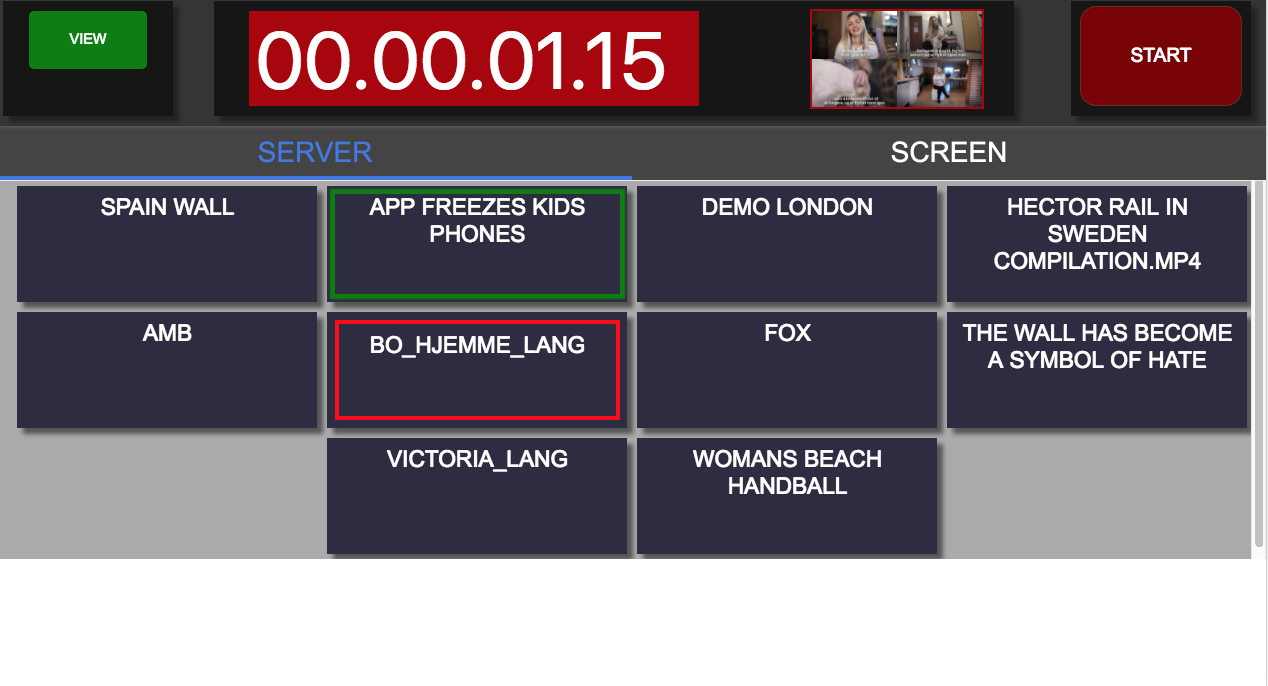 VIEW
00.00.01.15
START
SERVER
SCREEN
SPAIN WALL
APP FREEZES KIDS
PHONES
DEMO LONDON
HECTOR RAIL IN
SWEDEN
COMPILATION.MP4
AMB
BO_HJEMME_LANG
FOX
THE WALL HAS BECOME
A SYMBOL OF HATE
VICTORIA_LANG
WOMANS BEACH
HANDBALL